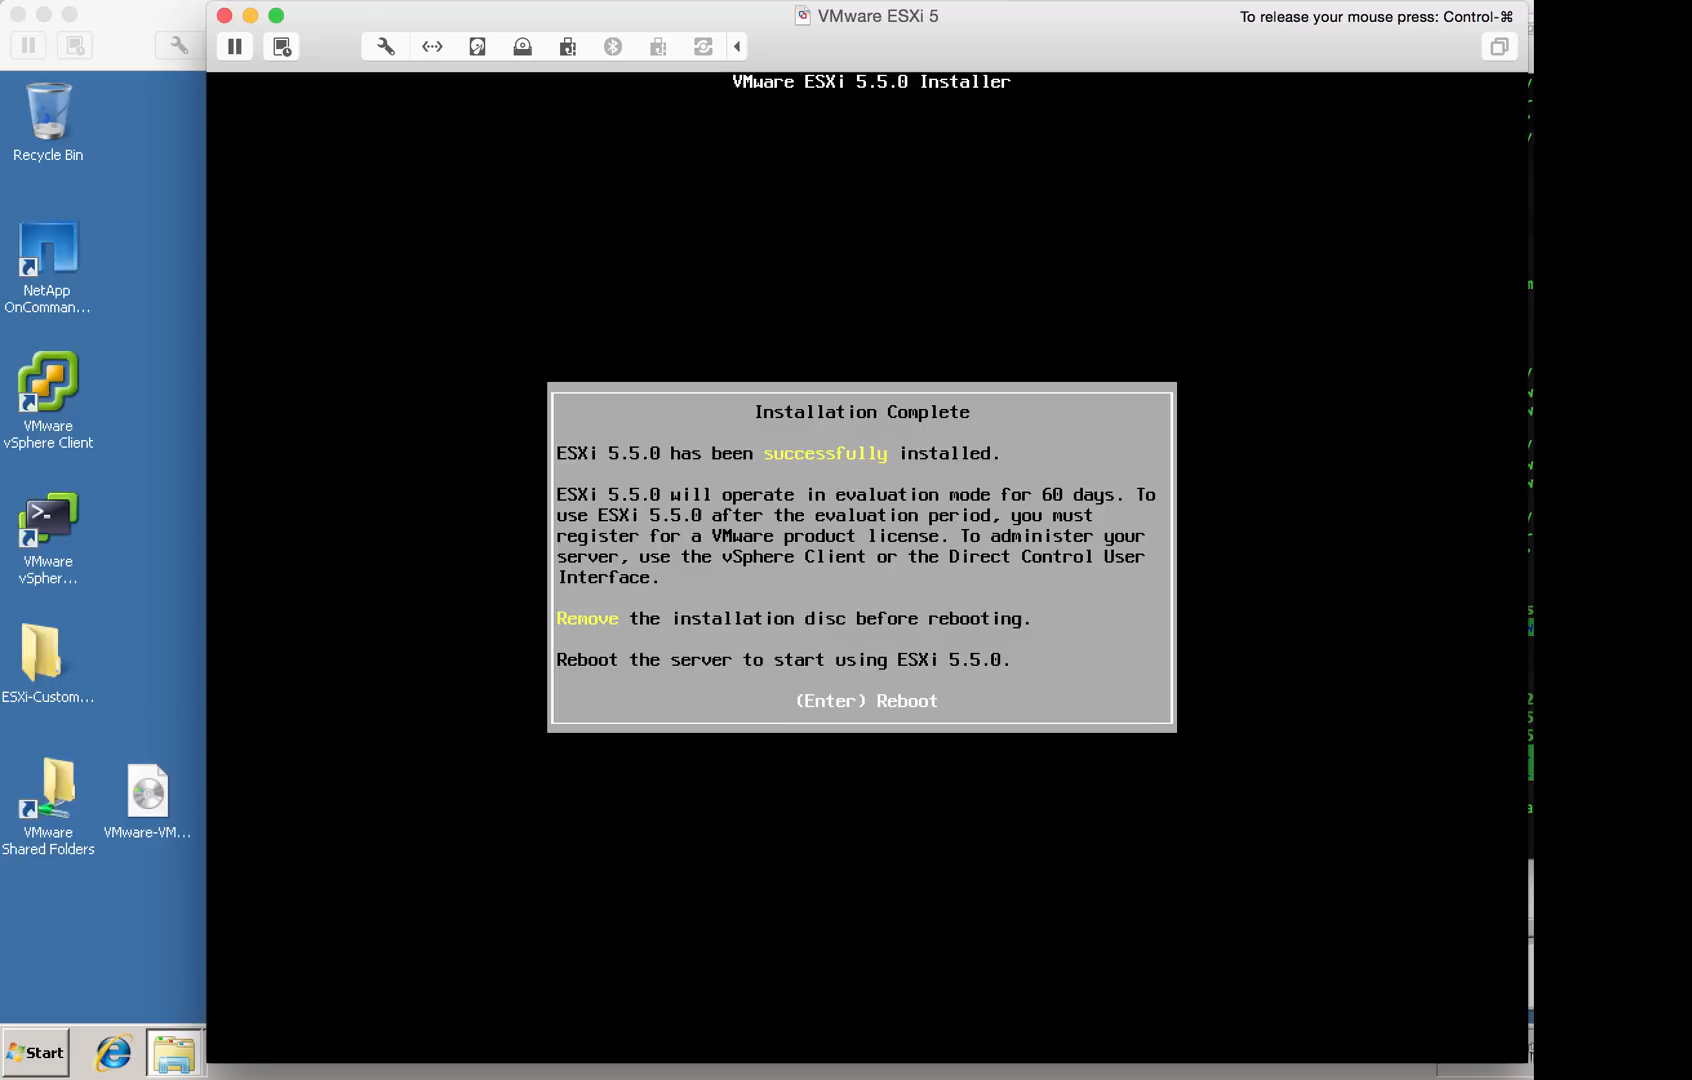 VMware ESXi 5
To release your mouse press: Control-⌘
VMware ESXi 5.5.0 Installer
Recycle Bin
NetApp
OnComman...
VMware
vSphere Client
VMware
vSpher...
ESXi-Custom...
VMware
Shared Folders
VMware-VM...
Installation Complete
ESXi 5.5.0 has been successfully installed.
ESXi 5.5.0 will operate in evaluation mode for 60 days. To
use ESXi 5.5.0 after the evaluation period, you must
register for a VMware product license. To administer your
server, use the vSphere Client or the Direct Control User
Interface.
Remove the installation disc before rebooting.
Reboot the server to start using ESXi 5.5.0.
(Enter) Reboot
Start